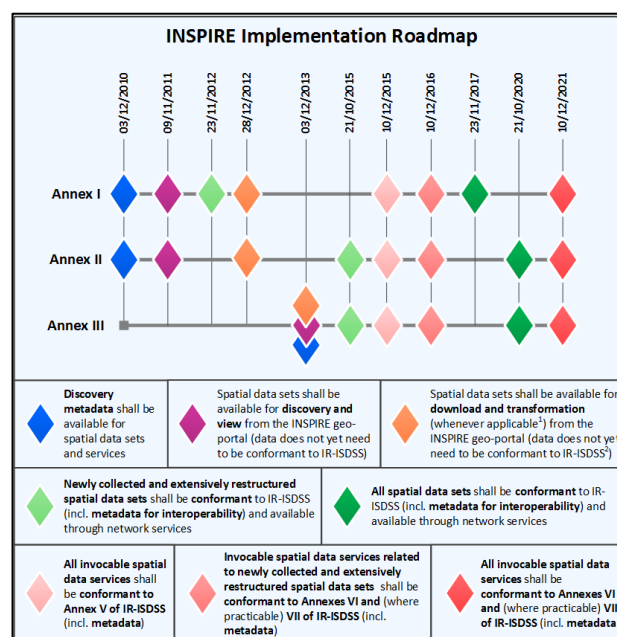 INSPIRE Implementation Roadmap
03/12/2010
09/11/2011
23/11/2012
28/12/2012
03/12/2013
21/10/2015
10/12/2015
10/12/2016
23/11/2017
21/10/2020
10/12/2021
Annex I
Annex II
Annex III
Discovery
metadata shall be
available for
spatial data sets
and services
Spatial data sets shall be
available for discovery and
view from the INSPIRE geo-
portal (data does not yet need
to be conformant to IR-ISDSS)
Spatial data sets shall be available for
download and transformation
(whenever applicable¹) from the
INSPIRE geo-portal (data does not yet
need to be conformant to IR-ISDSS²)
Newly collected and extensively restructured
spatial data sets shall be conformant to IR-ISDSS
(incl. metadata for interoperability) and available
through network services
All spatial data sets shall be conformant to IR-
ISDSS (incl. metadata for interoperability) and
available through network services
All invocable spatial
data services shall
be conformant to
Annex V of IR-ISDSS
(incl. metadata)
Invocable spatial data services related
to newly collected and extensively
restructured spatial data sets shall be
conformant to Annexes VI and (where
practicable) VII of IR-ISDSS (incl.
metadata)
All invocable spatial data
services shall be
conformant to Annexes VI
and (where practicable) VII
of IR-ISDSS (incl. metadata